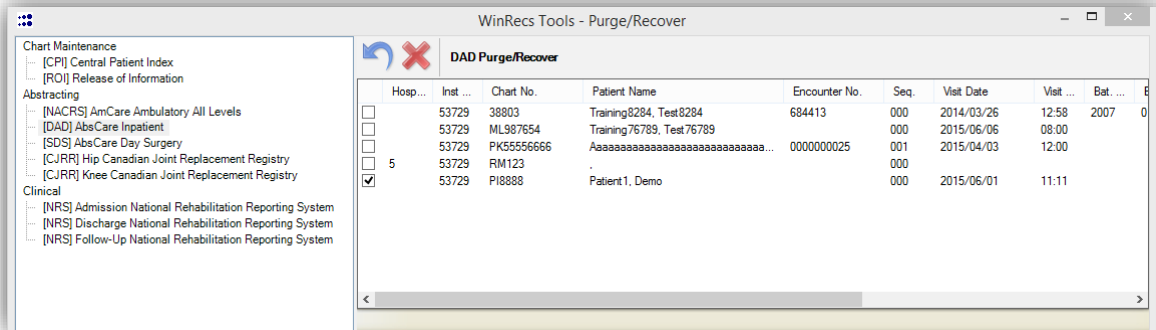 WinRecs Tools - Purge/Recover
Chart Maintenance
[CPI] Central Patient Index
[ROI] Release of Information
Abstracting
[NACRS] AmCare Ambulatory All Levels
[DAD] AbsCare Inpatient
[SDS] AbsCare Day Surgery
[CJRR] Hip Canadian Joint Replacement Registry
[CJRR] Knee Canadian Joint Replacement Registry
Clinical
[NRS] Admission National Rehabilitation Reporting System
[NRS] Discharge National Rehabilitation Reporting System
[NRS] Follow-Up National Rehabilitation Reporting System
DAD Purge/Recover
Hosp... Inst ... Chart No. Patient Name Encounter No. Seq. Visit Date Visit ... Bat. ...
53729 38803 Training8284, Test8284 684413 000 2014/03/26 12:58 2007 0
53729 ML987654 Training76789, Test76789 000 2015/06/06 08:00
53729 PK55556666 Aaaaaaaaaaaaaaaaaaaaaaaaaaaaa... 0000000025 001 2015/04/03 12:00
5 53729 RM123 . 000
53729 PI8888 Patient1, Demo 000 2015/06/01 11:11